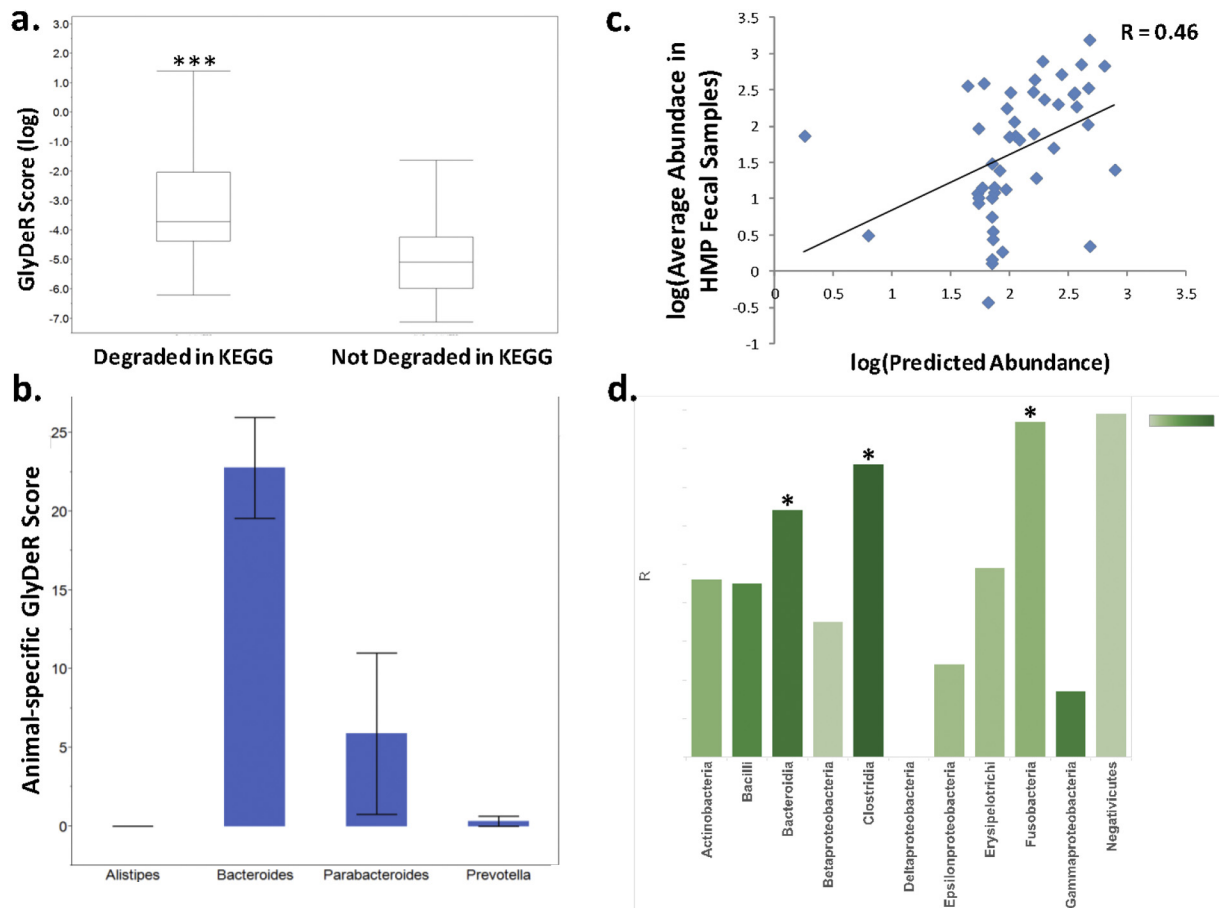 a.
GlyDeR Score (log)
3.0
2.0
1.0
0.0
-1.0
-2.0
-3.0
-4.0
-5.0
-6.0
-7.0
***
Degraded in KEGG
Not Degraded in KEGG
b.
Animal-specific GlyDeR Score
25
20
15
10
5
0
Alistipes
Bacteroides
Parabacteroides
Prevotella
c.
R = 0.46
log(Average Abundace in
HMP Fecal Samples)
3.5
3
2.5
2
1.5
1
0.5
0
-0.5
-1
0
0.5
1
1.5
2
2.5
3
3.5
log(Predicted Abundance)
d.
R
*
*
*
Actinobacteria
Bacilli
Bacteroidia
Betaproteobacteria
Clostridia
Deltaproteobacteria
Epsilonproteobacteria
Erysipelotrichi
Fusobacteria
Gammaproteobacteria
Negativicutes